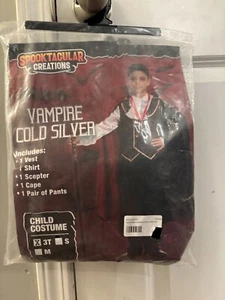 SPOOKTACULAR
CREATIONS
VAMPIRE
COLD SILVER
Includes:
• 1 Vest
1 Shirt
• 1 Scepter
• 1 Cape
• 1 Pair of Pants
CHILD
COSTUME
X 3T S
M